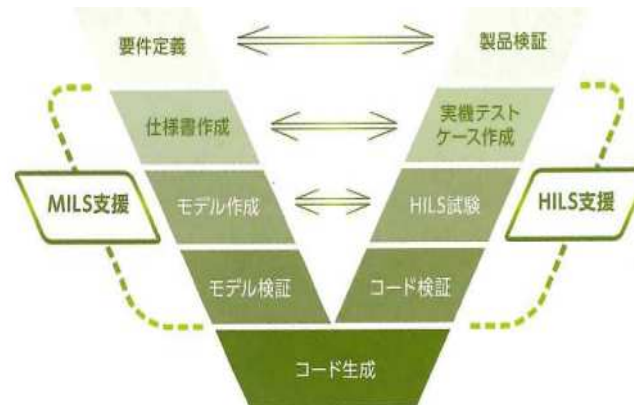 要件定義
製品検証
仕様書作成
実機テスト
ケース作成
MILS支援
モデル作成
HILS試験
HILS支援
モデル検証
コード検証
コード生成